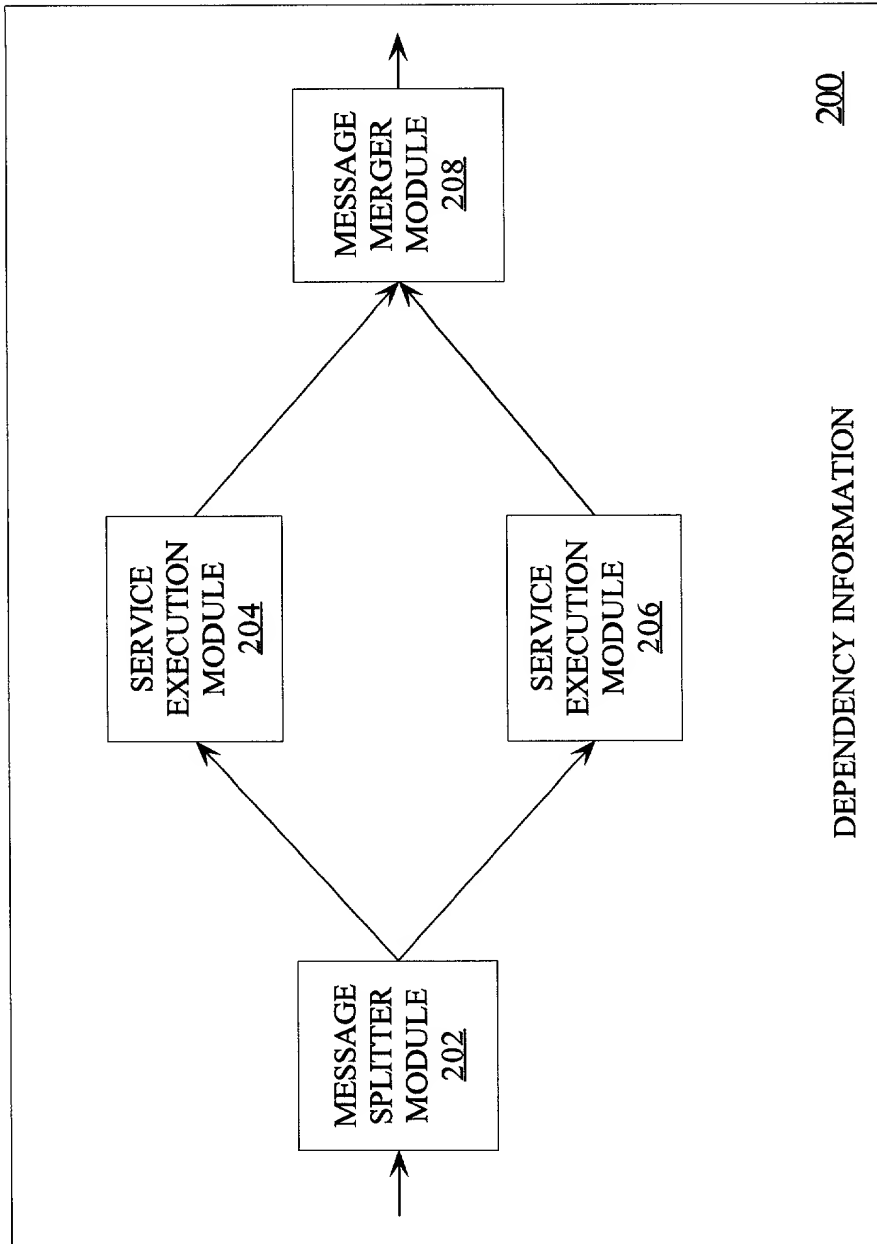 MESSAGE
SPLITTER
MODULE
202
SERVICE
EXECUTION
MODULE
204
SERVICE
EXECUTION
MODULE
206
MESSAGE
MERGER
MODULE
208
DEPENDENCY INFORMATION
200